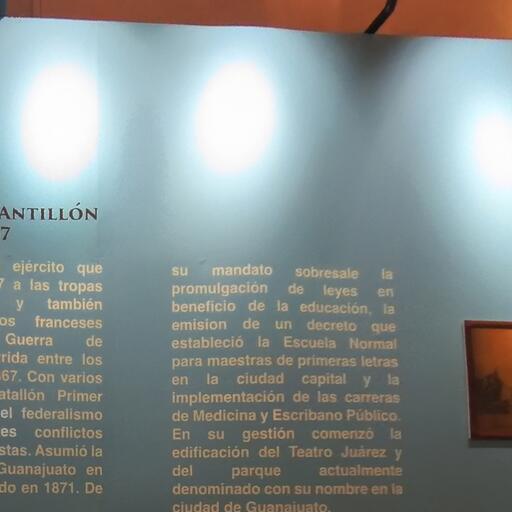 ANTILLÓN
7
ejército que
7 a las tropas
y también
os franceses
Guerra de
rrida entre los
867. Con varios
atallón Primer
el federalismo
es conflictos
stas. Asumió la
Guanajuato en
do en 1871. De
su mandato sobresale la
promulgación de leyes en
beneficio de la educación, la
emision de un decreto que
estableció la Escuela Normal
para maestras de primeras letras
en la ciudad capital y la
implementación de las carreras
de Medicina y Escribano Público.
En su gestión comenzó la
edificación del Teatro Juárez y
del parque actualmente
denominado con su nombre en la
ciudad de Guanajuato.